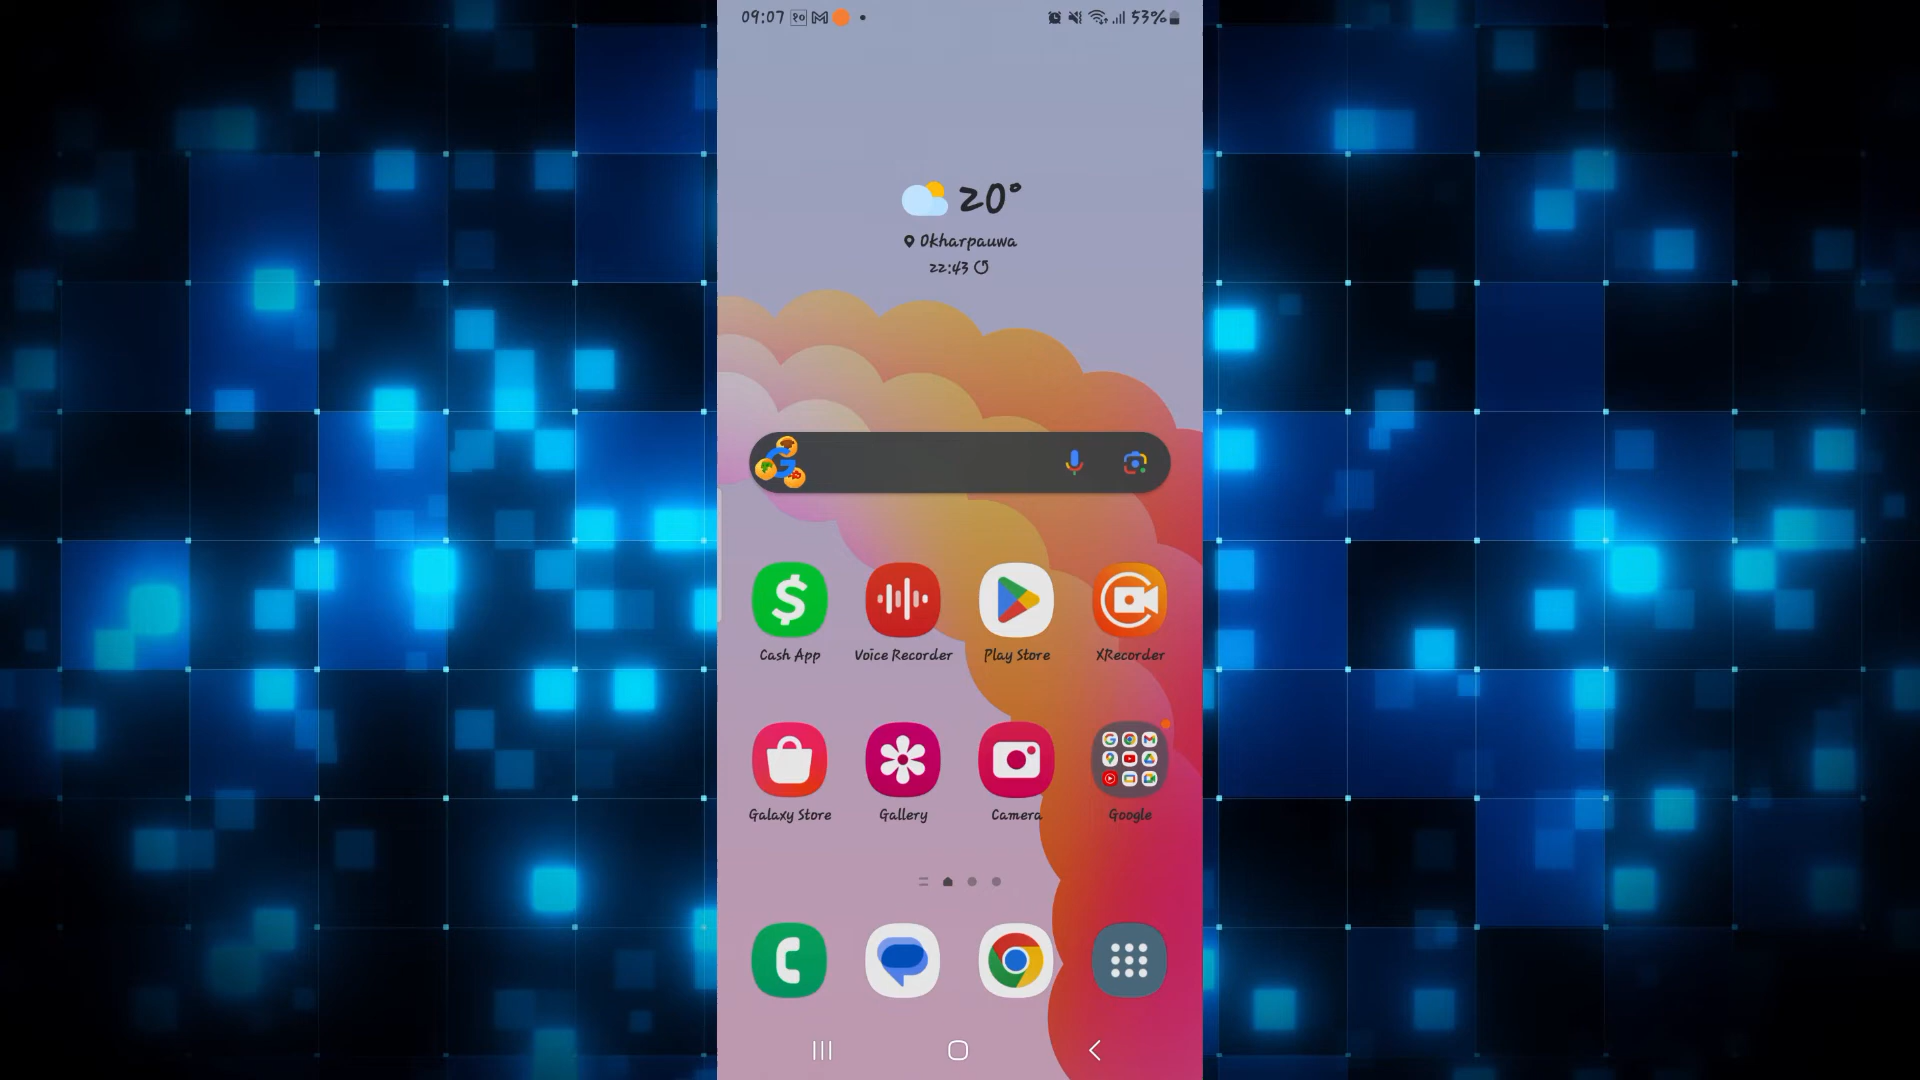 09:07 २० 53%
20°
Okharpauwa
22:43
Cash App Voice Recorder Play Store XRecorder
Galaxy Store Gallery Camera Google